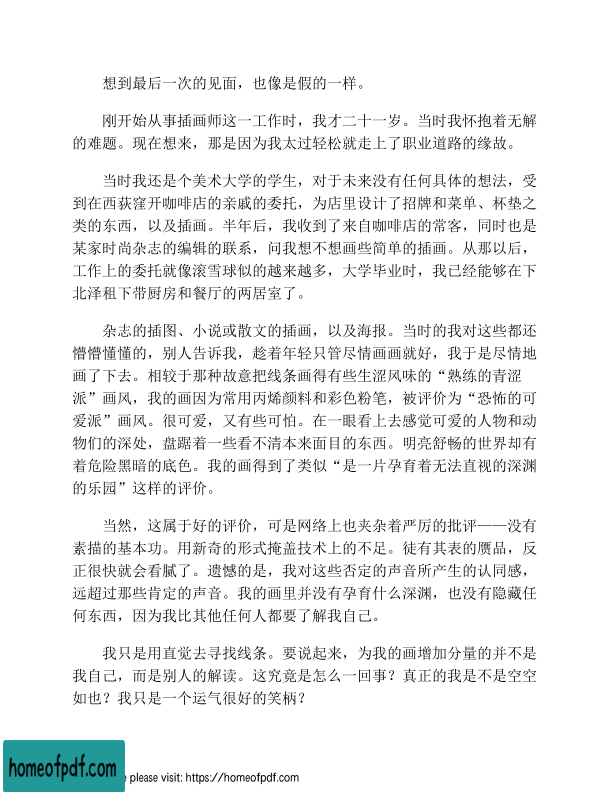 想到最后一次的见面，也像是假的一样。
刚开始从事插画师这一工作时，我才二十一岁。当时我怀抱着无解
的难题。现在想来，那是因为我太过轻松就走上了职业道路的缘故。
当时我还是个美术大学的学生，对于未来没有任何具体的想法，受
到在西荻窪开咖啡店的亲戚的委托，为店里设计了招牌和菜单、杯垫之
类的东西，以及插画。半年后，我收到了来自咖啡店的常客，同时也是
某家时尚杂志的编辑的联系，问我想不想画些简单的插画。从那以后，
工作上的委托就像滚雪球似的越来越多，大学毕业时，我已经能够在下
北泽租下带厨房和餐厅的两居室了。
杂志的插图、小说或散文的插画，以及海报。当时的我对这些都还
懵懵懂懂的，别人告诉我，趁着年轻只管尽情画画就好，我于是尽情地
画了下去。相较于那种故意把线条画得有些生涩风味的“熟练的青涩
派”画风，我的画因为常用丙烯颜料和彩色粉笔，被评价为“恐怖的可
爱派”画风。很可爱，又有些可怕。在一眼看上去感觉可爱的人物和动
物们的深处，盘踞着一些看不清本来面目的东西。明亮舒畅的世界却有
着危险黑暗的底色。我的画得到了类似“是一片孕育着无法直视的深渊
的乐园”这样的评价。
当然，这属于好的评价，可是网络上也夹杂着严厉的批评——没有
素描的基本功。用新奇的形式掩盖技术上的不足。徒有其表的赝品，反
正很快就会看腻了。遗憾的是，我对这些否定的声音所产生的认同感，
远超过那些肯定的声音。我的画里并没有孕育什么深渊，也没有隐藏任
何东西，因为我比其他任何人都要了解我自己。
我只是用直觉去寻找线条。要说起来，为我的画增加分量的并不是
我自己，而是别人的解读。这究竟是怎么一回事？真正的我是不是空空
如也？我只是一个运气很好的笑柄？
homeofpdf.com
e please visit: https://homeofpdf.com